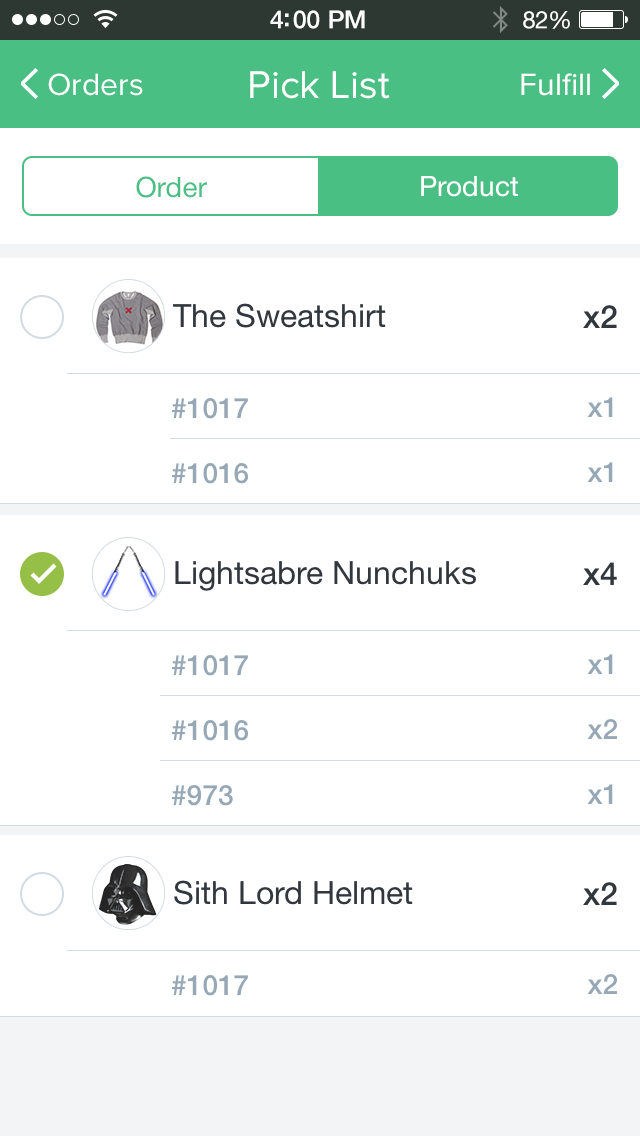 4:00 PM 82%
Orders Pick List Fulfill
Order Product
The Sweatshirt x2
#1017 x1
#1016 x1
Lightsabre Nunchuks x4
#1017 x1
#1016 x2
#973 x1
Sith Lord Helmet x2
#1017 x2